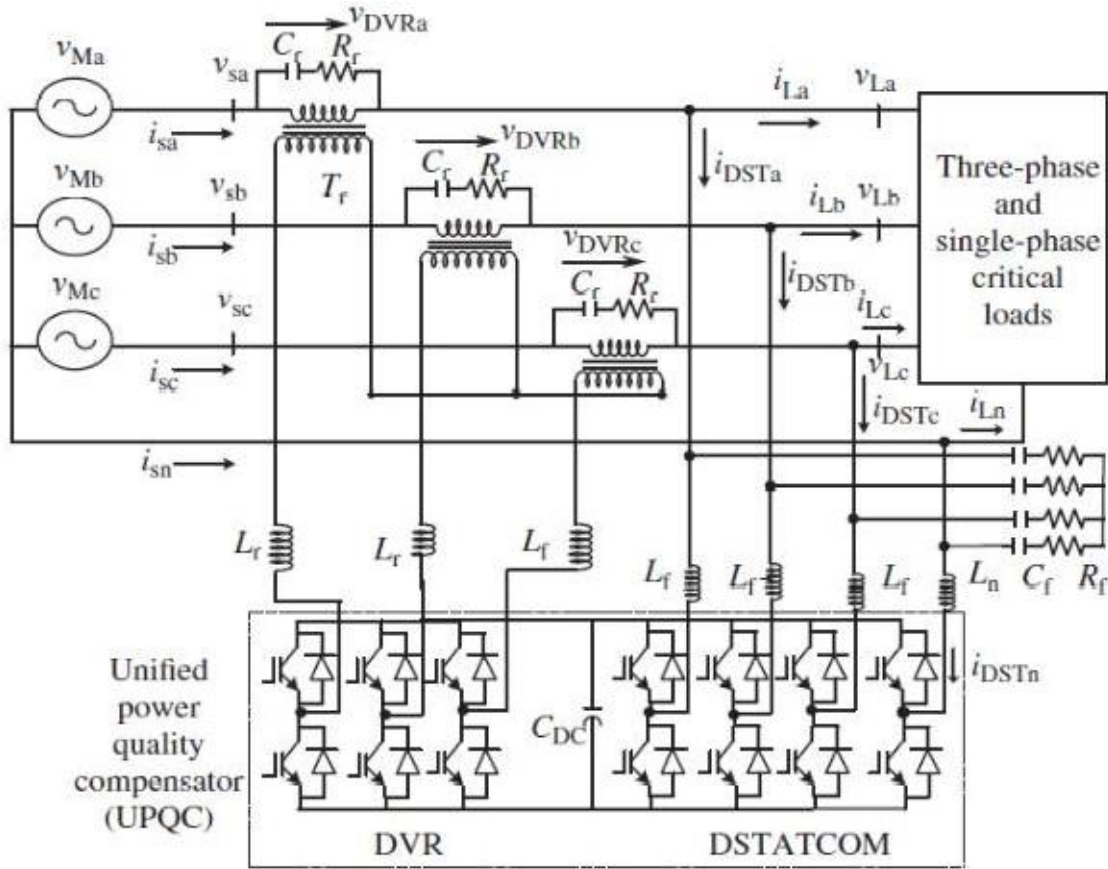 v_DVRa
v_Ma
C_r
R_r
v_sa
i_La
v_La
i_sa
v_DVRb
i_DSTa
v_Mb
C_r
R_r
v_sb
T_r
i_Lb
v_Lb
Three-phase
and
single-phase
critical
loads
i_sb
v_DVRc
i_DSTb
v_Mc
v_sc
C_r
R_r
i_Lc
i_sc
v_Lc
i_DSTc
i_Ln
i_sn
L_r
L_r
L_f
L_f
L_f
L_f
L_n
C_f
R_f
Unified
power
quality
compensator
(UPQC)
C_DC
i_DSTn
DVR
DSTATCOM